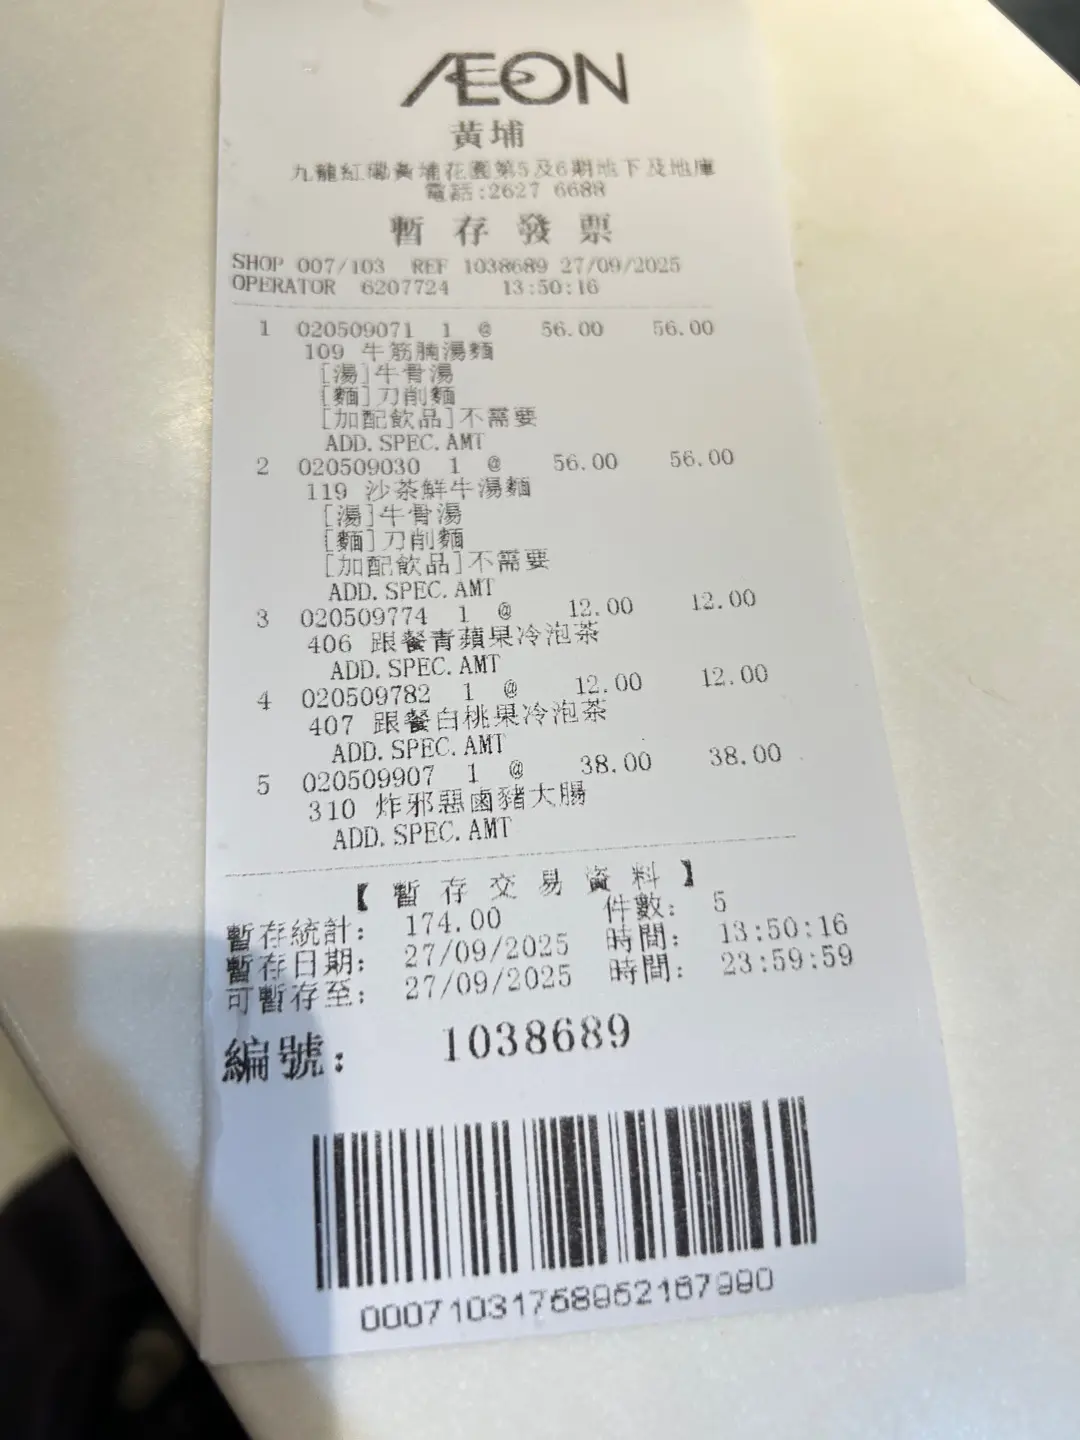 ÆON
黃埔
九龍紅磡黃埔花園第5及6期地下及地庫
電話:2627 6688
暫存發票
SHOP 007/103 REF 1038689 27/09/2025
OPERATOR 6207724 13:50:16
1 020509071 1 @ 56.00 56.00
109 牛筋腩湯麵
[湯]牛骨湯
[麵]刀削麵
[加配飲品]不需要
ADD.SPEC.AMT
2 020509030 1 @ 56.00 56.00
119 沙茶鮮牛湯麵
[湯]牛骨湯
[麵]刀削麵
[加配飲品]不需要
ADD.SPEC.AMT
3 020509774 1 @ 12.00 12.00
406 跟餐青蘋果冷泡茶
ADD.SPEC.AMT
4 020509782 1 @ 12.00 12.00
407 跟餐白桃果冷泡茶
ADD.SPEC.AMT
5 020509907 1 @ 38.00 38.00
310 炸邪惡鹵豬大腸
ADD.SPEC.AMT
【 暫存交易資料 】
暫存統計: 174.00 件數: 5
暫存日期: 27/09/2025 時間: 13:50:16
可暫存至: 27/09/2025 時間: 23:59:59
編號: 1038689
00071031758952167990